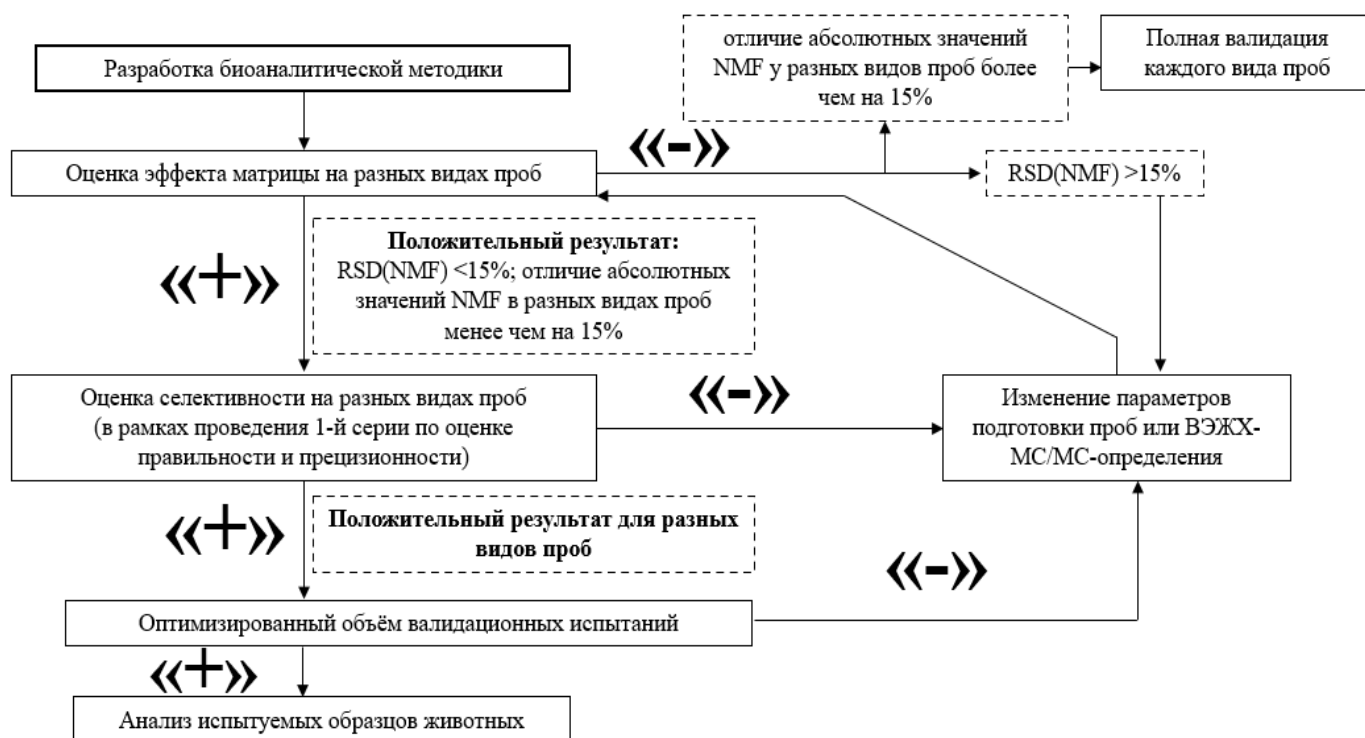 Разработка биоаналитической методики
отличие абсолютных значений
NMF у разных видов проб более
чем на 15%
Полная валидация
каждого вида проб
«-»
Оценка эффекта матрицы на разных видах проб
RSD(NMF) >15%
«+»
Положительный результат:
RSD(NMF) <15%; отличие абсолютных
значений NMF в разных видах проб
менее чем на 15%
Оценка селективности на разных видах проб
(в рамках проведения 1-й серии по оценке
правильности и прецизионности)
«-»
Изменение параметров
подготовки проб или ВЭЖХ-
МС/МС-определения
«+»
Положительный результат для разных
видов проб
«-»
Оптимизированный объём валидационных испытаний
«+»
Анализ испытуемых образцов животных